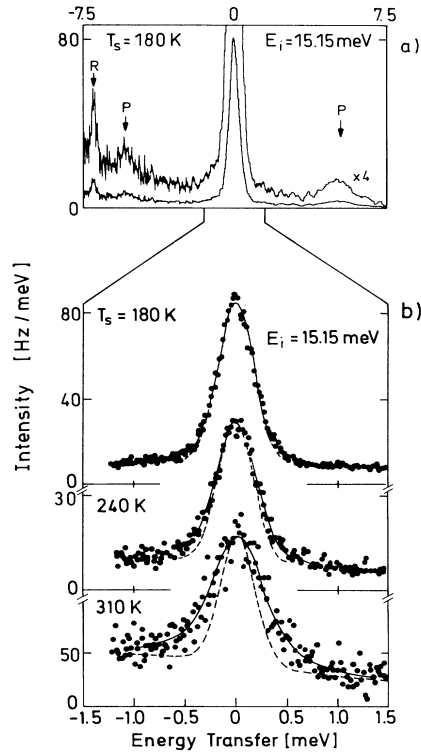 -7.5 0 7.5
80 Tₛ = 180 K Eᵢ = 15.15 meV a)
R
P P
×4
0
Tₛ = 180 K b)
80
Eᵢ = 15.15 meV
40
0
30
240 K
0
310 K
50
0
-1.5 -1.0 -0.5 0 0.5 1.0 1.5
Energy Transfer [meV]
Intensity [Hz/meV]